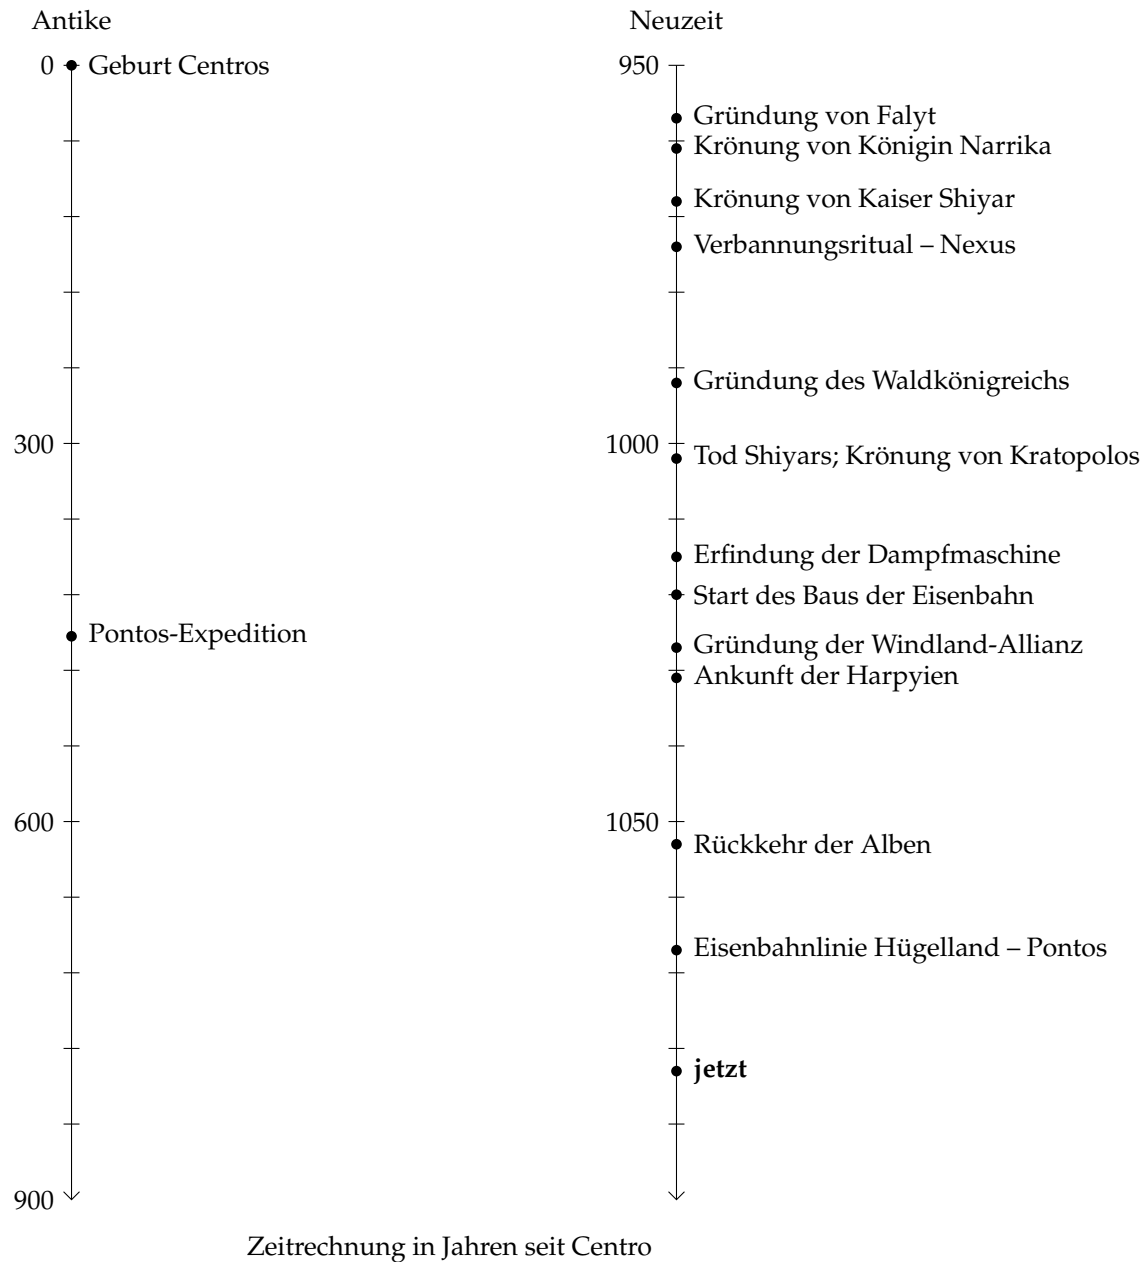 Antike
0 Geburt Centros
300
Pontos-Expedition
600
900
Neuzeit
950
Gründung von Falyt
Krönung von Königin Narrika
Krönung von Kaiser Shiyar
Verbannungsritual – Nexus
Gründung des Waldkönigreichs
1000
Tod Shiyars; Krönung von Kratopolos
Erfindung der Dampfmaschine
Start des Baus der Eisenbahn
Gründung der Windland-Allianz
Ankunft der Harpyien
1050
Rückkehr der Alben
Eisenbahnlinie Hügelland – Pontos
jetzt
Zeitrechnung in Jahren seit Centro